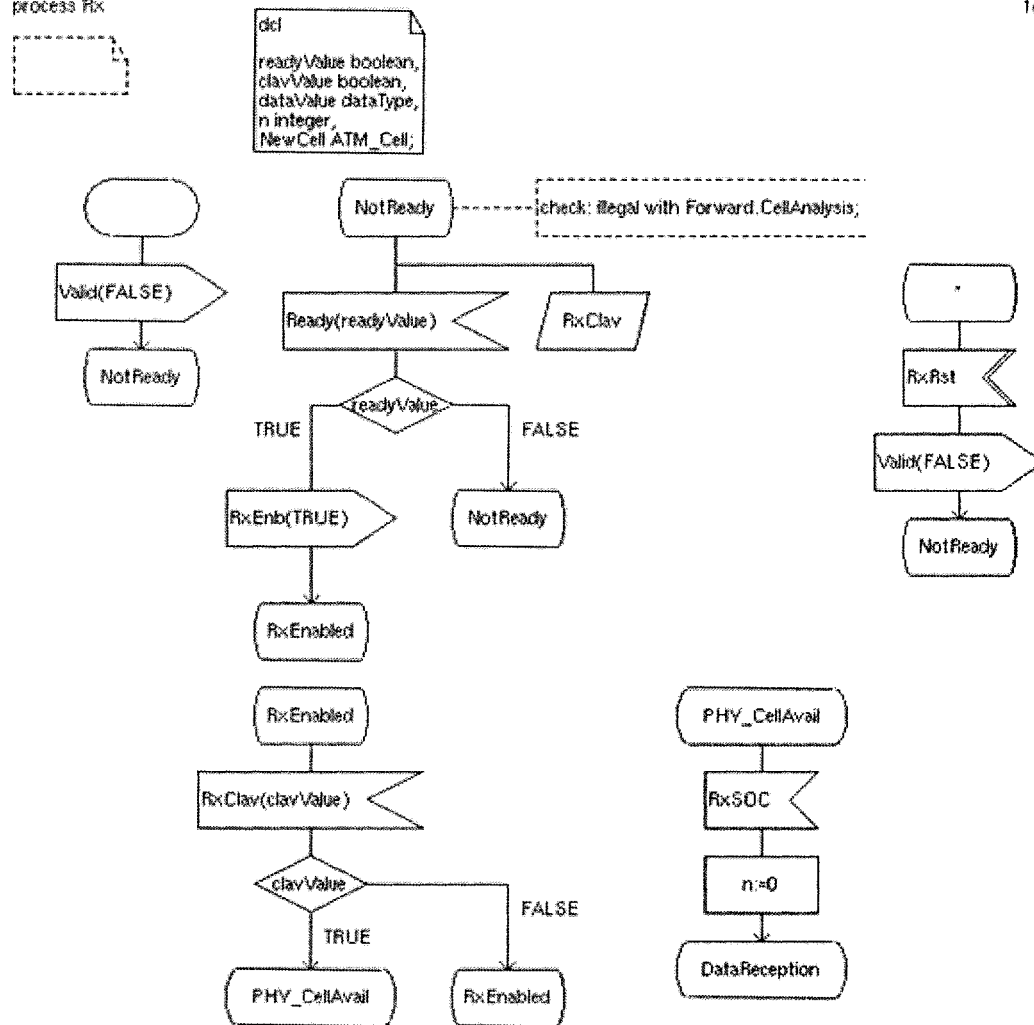 process Rx
dcl
readyValue boolean,
clavValue boolean,
dataValue dataType,
n integer,
NewCell ATM_Cell;
NotReady
check: illegal with Forward.CellAnalysis;
Valid(FALSE)
NotReady
Ready(readyValue)
RxClav
*
RxRst
Valid(FALSE)
NotReady
readyValue
TRUE
FALSE
RxEnb(TRUE)
NotReady
RxEnabled
RxEnabled
RxClav(clavValue)
clavValue
TRUE
FALSE
PHY_CellAvail
RxEnabled
PHY_CellAvail
RxSOC
n:=0
DataReception